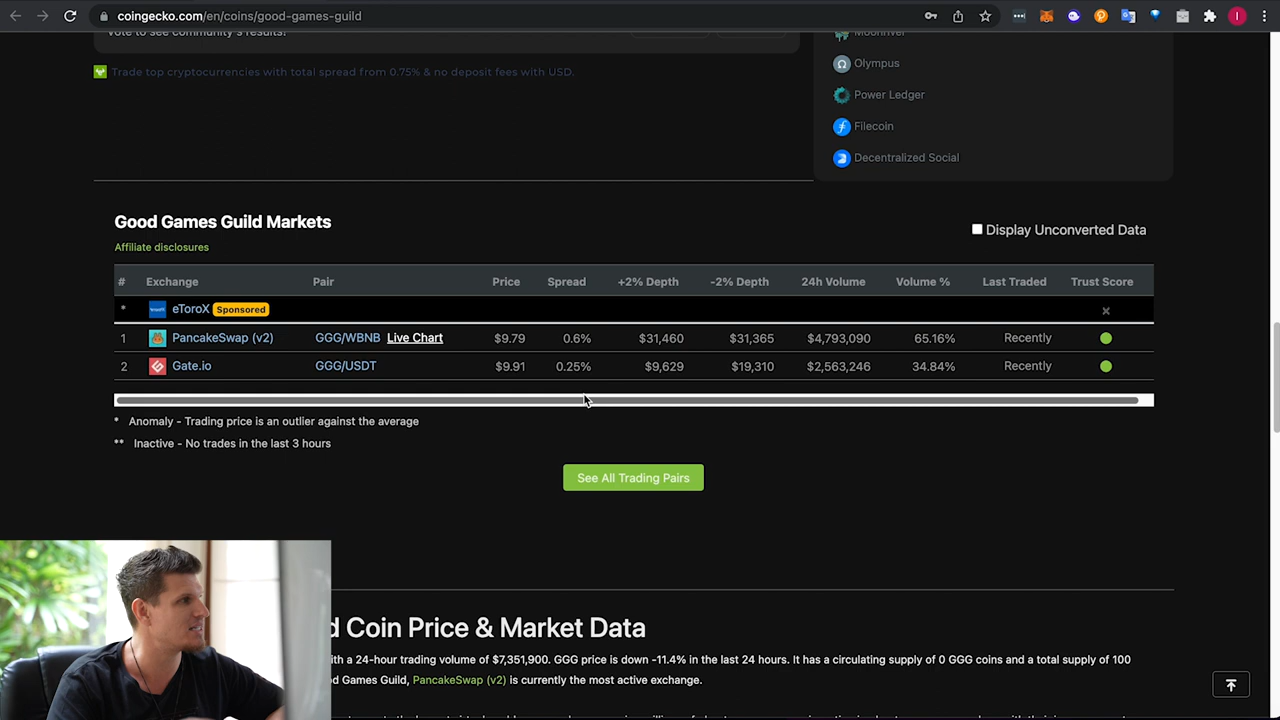 coingecko.com/en/coins/good-games-guild
Vote to see community's results!
Moonriver
Trade top cryptocurrencies with total spread from 0.75% & no deposit fees with USD.
Olympus
Power Ledger
Filecoin
Decentralized Social
Good Games Guild Markets
Display Unconverted Data
Affiliate disclosures
# Exchange Pair Price Spread +2% Depth -2% Depth 24h Volume Volume % Last Traded Trust Score
* eToroX Sponsored ×
1 PancakeSwap (v2) GGG/WBNB Live Chart $9.79 0.6% $31,460 $31,365 $4,793,090 65.16% Recently
2 Gate.io GGG/USDT $9.91 0.25% $9,629 $19,310 $2,563,246 34.84% Recently
* Anomaly - Trading price is an outlier against the average
** Inactive - No trades in the last 3 hours
See All Trading Pairs
d Coin Price & Market Data
with a 24-hour trading volume of $7,351,900. GGG price is down -11.4% in the last 24 hours. It has a circulating supply of 0 GGG coins and a total supply of 100
d Games Guild, PancakeSwap (v2) is currently the most active exchange.